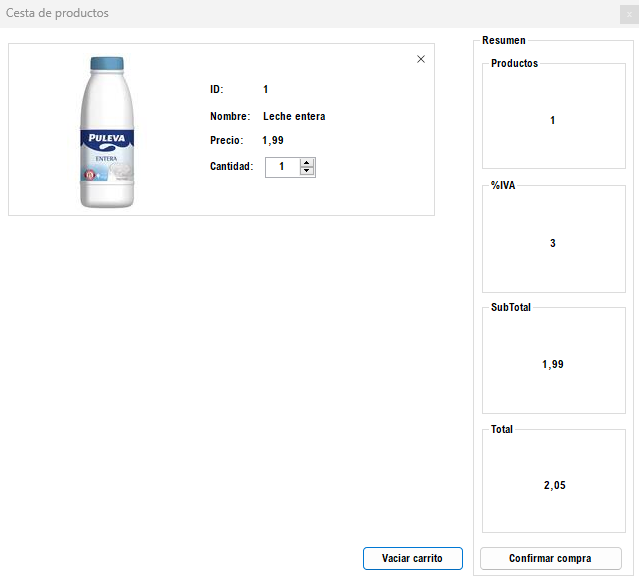 Cesta de productos
PULEVA
ENTERA
ID: 1
Nombre: Leche entera
Precio: 1,99
Cantidad: 1
Resumen
Productos
1
%IVA
3
SubTotal
1,99
Total
2,05
Vaciar carrito
Confirmar compra